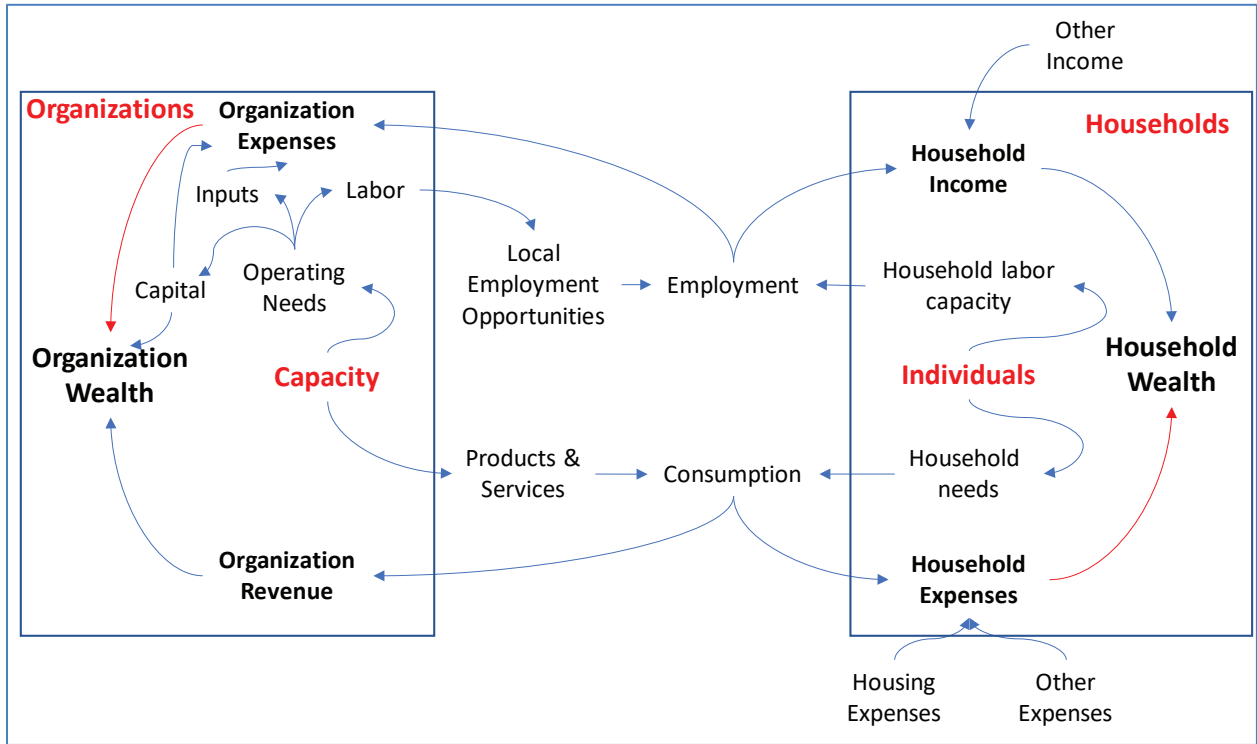 Other
Income
Organizations
Organization
Expenses
Households
Household
Income
Inputs
Labor
Capital
Operating
Needs
Local
Employment
Opportunities
Employment
Household labor
capacity
Organization
Wealth
Capacity
Individuals
Household
Wealth
Products &
Services
Consumption
Household
needs
Organization
Revenue
Household
Expenses
Housing
Expenses
Other
Expenses